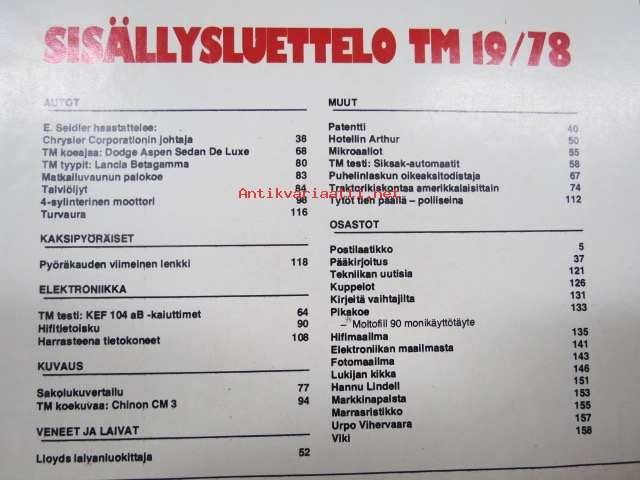 SISÄLLYSLUETTELO TM 19/78
AUTOT
E. Seidler haastattelee:
Chrysler Corporationin johtaja 38
TM koeajaa: Dodge Aspen Sedan De Luxe 68
TM tyypit: Lancia Betagamma 80
Matkailuvaunun palokoe 83
Talviöljyt 84
4-sylinterinen moottori 98
Turvaura 116
KAKSIPYÖRÄISET
Pyöräkauden viimeinen lenkki 118
ELEKTRONIIKKA
TM testi: KEF 104 aB -kaiuttimet 64
Hifitietoisku 90
Harrasteena tietokoneet 108
KUVAUS
Sakolukuvertailu 77
TM koekuvaa: Chinon CM 3 94
VENEET JA LAIVAT
Lloyds laivanluokittaja 52
MUUT
Patentti 40
Hotellin Arthur 50
Mikroaallot 55
TM testi: Siksak-automaatit 58
Puhelinlaskun oikeaksitodistaja 67
Traktorikiskontaa amerikkalaisittain 74
Tytöt tien päällä – poliiseina 112
OSASTOT
Postilaatikko 5
Pääkirjoitus 37
Tekniikan uutisia 121
Kuppelot 126
Kirjeitä vaihtajilta 131
Pikakoe 133
– Moltofill 90 monikäyttötäyte
Hifimaailma 135
Elektroniikan maailmasta 141
Fotomaailma 143
Lukijan kikka 146
Hannu Lindell 151
Markkinapalsta 153
Marrasristikko 155
Urpo Vihervaara 157
Viki 158
Antikvariaatti.net